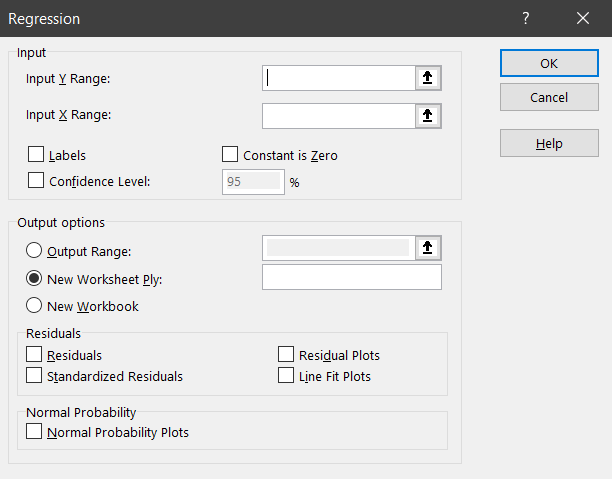 Regression ?
Input
Input Y Range:
OK
Input X Range:
Cancel
Help
Labels Constant is Zero
Confidence Level: 95 %
Output options
Output Range:
New Worksheet Ply:
New Workbook
Residuals
Residuals Residual Plots
Standardized Residuals Line Fit Plots
Normal Probability
Normal Probability Plots